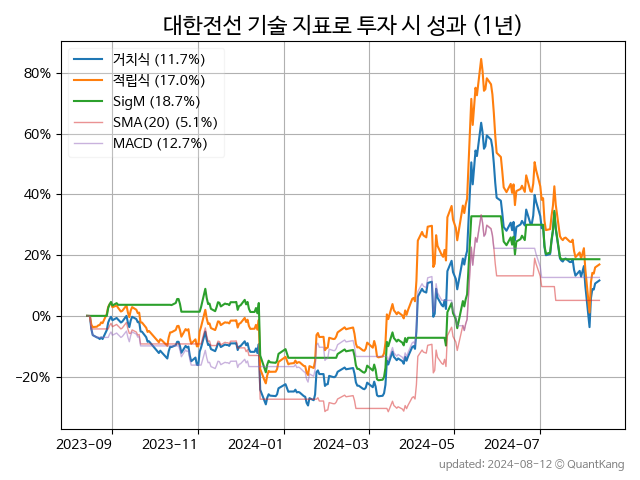 대한전선 기술 지표로 투자 시 성과 (1년)
거치식 (11.7%)
적립식 (17.0%)
SigM (18.7%)
SMA(20) (5.1%)
MACD (12.7%)
80%
60%
40%
20%
0%
−20%
2023-09 2023-11 2024-01 2024-03 2024-05 2024-07
updated: 2024-08-12 © QuantKang